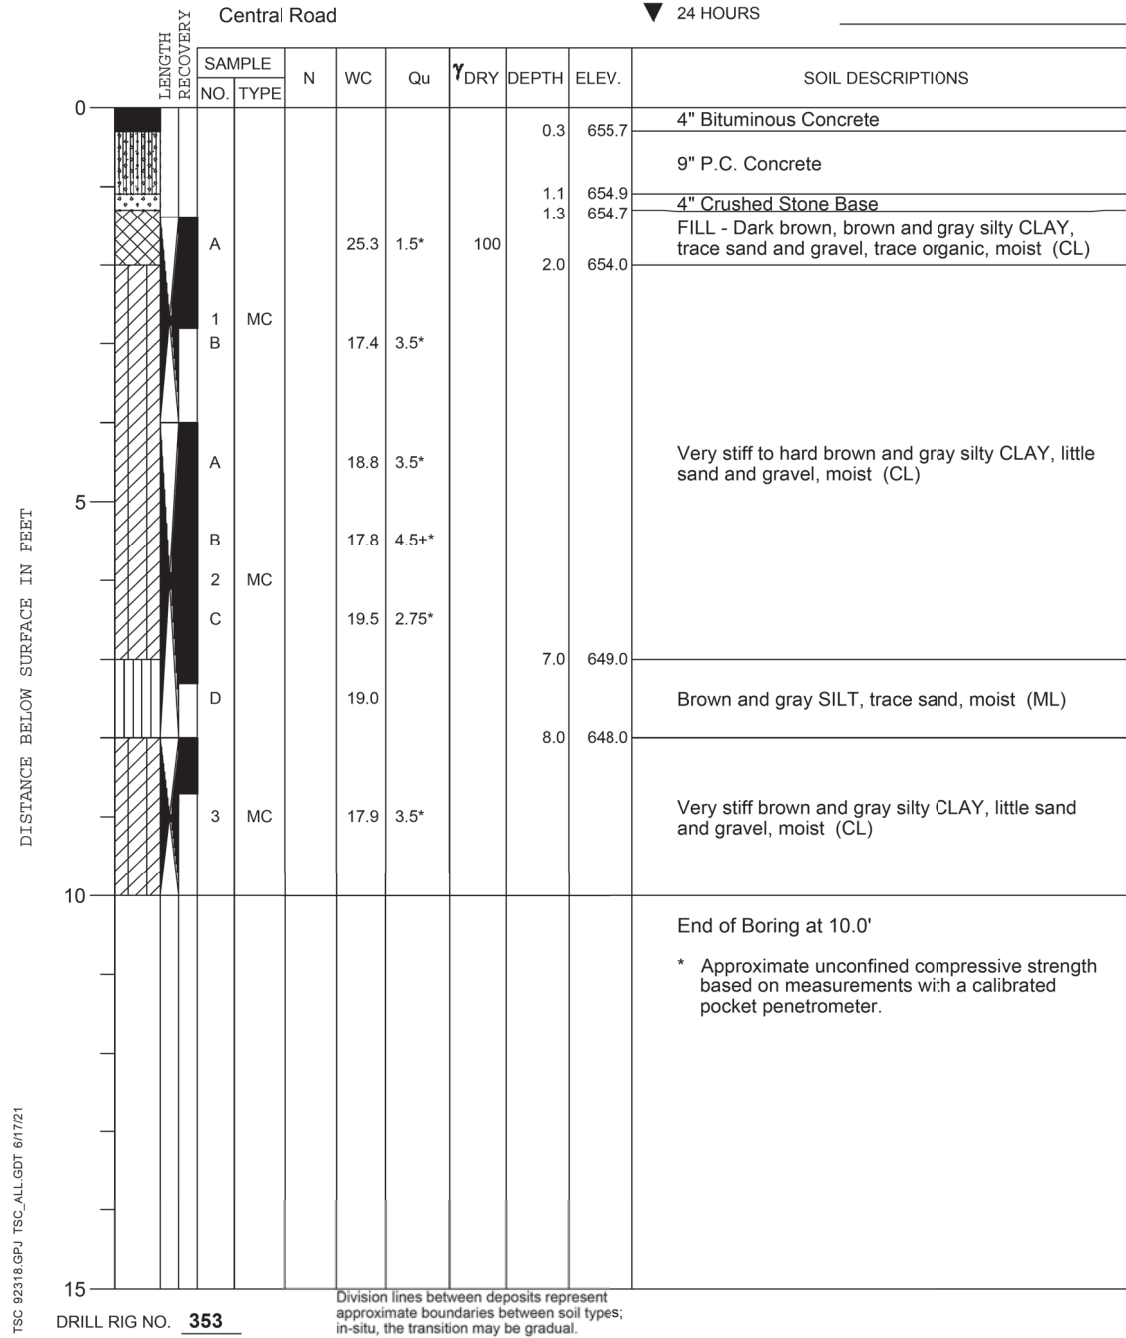 Central Road
▼ 24 HOURS
LENGTH
RECOVERY
SAMPLE
NO. TYPE N WC Qu γDRY DEPTH ELEV. SOIL DESCRIPTIONS
0
4" Bituminous Concrete
0.3 655.7
9" P.C. Concrete
1.1 654.9
4" Crushed Stone Base
1.3 654.7
FILL - Dark brown, brown and gray silty CLAY,
A 25.3 1.5* 100 trace sand and gravel, trace organic, moist (CL)
2.0 654.0
1 MC
B 17.4 3.5*
Very stiff to hard brown and gray silty CLAY, little
A 18.8 3.5*
sand and gravel, moist (CL)
5
B 17.8 4.5+*
2 MC
C 19.5 2.75*
7.0 649.0
D 19.0 Brown and gray SILT, trace sand, moist (ML)
8.0 648.0
Very stiff brown and gray silty CLAY, little sand
3 MC 17.9 3.5*
and gravel, moist (CL)
10
End of Boring at 10.0'
* Approximate unconfined compressive strength
based on measurements with a calibrated
pocket penetrometer.
15
DISTANCE BELOW SURFACE IN FEET
TSC 92318.GPJ TSC_ALL.GDT 6/17/21
DRILL RIG NO. 353
Division lines between deposits represent
approximate boundaries between soil types;
in-situ, the transition may be gradual.